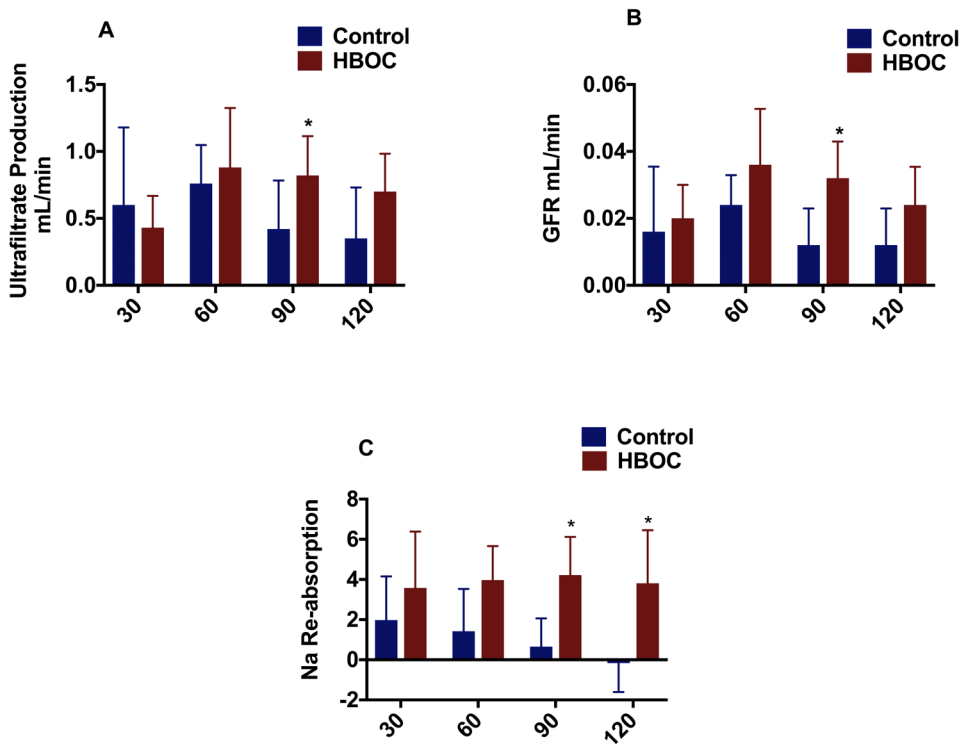 A
Control
HBOC
Ultrafiltrate Production
mL/min
1.5
1.0
0.5
0.0
*
30
60
90
120
B
Control
HBOC
GFR mL/min
0.06
0.04
0.02
0.00
*
30
60
90
120
C
Control
HBOC
Na Re-absorption
8
6
4
2
0
-2
*
*
30
60
90
120